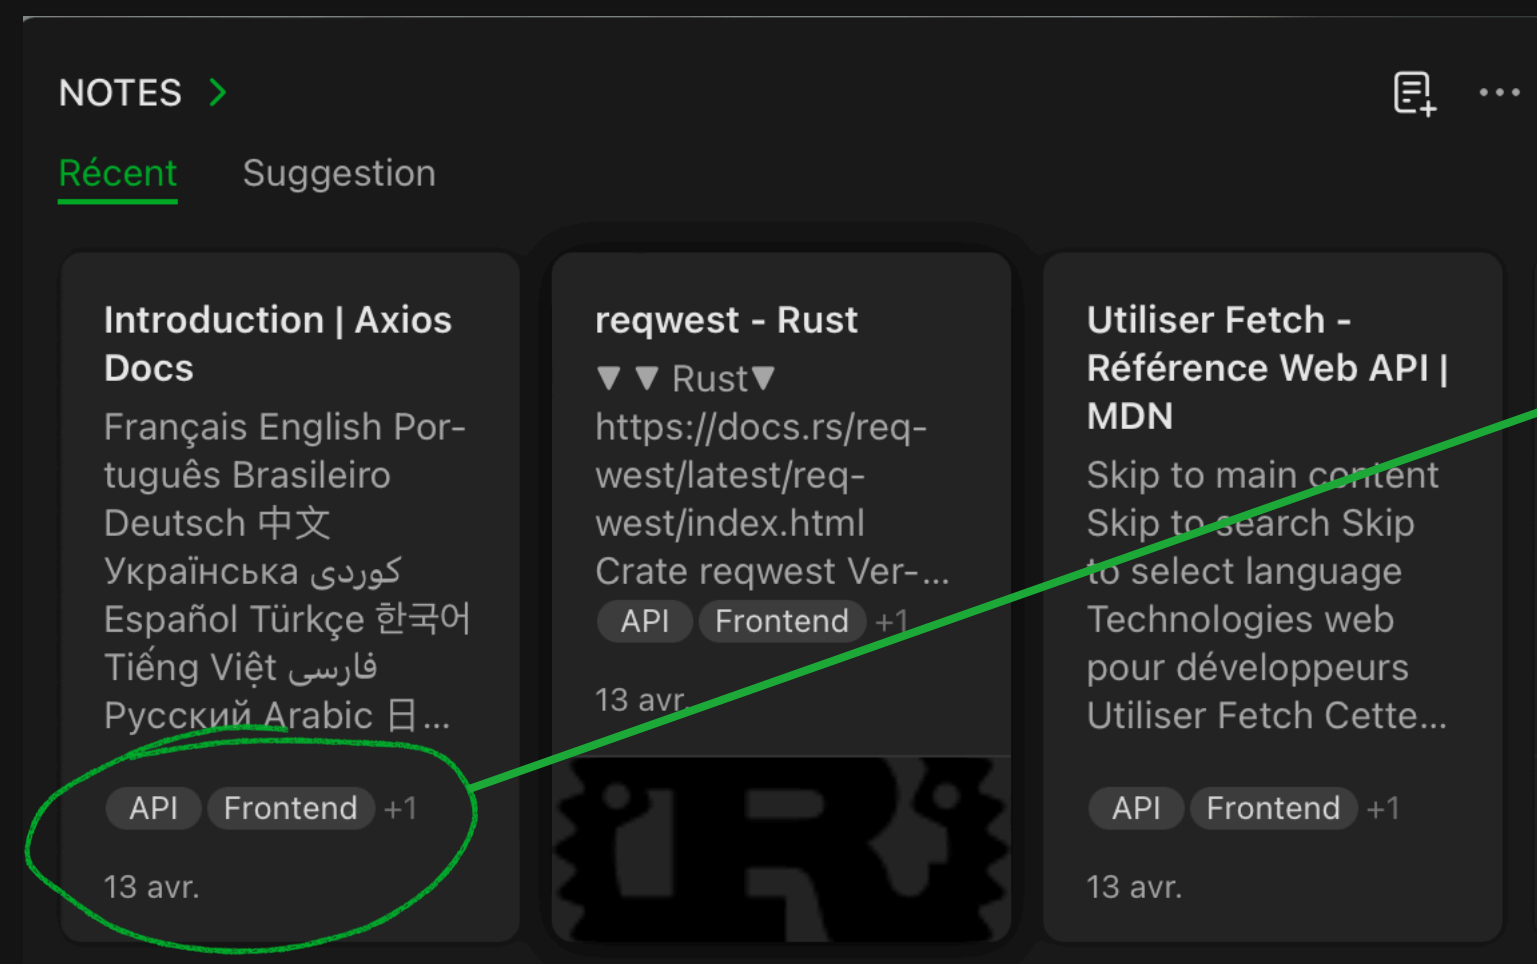 NOTES
Récent
Suggestion
Introduction | Axios
Docs
Français English Por-
tuguês Brasileiro
Deutsch 中文
Українська کوردی
Español Türkçe 한국어
Tiếng Việt فارسی
Русский Arabic 日...
API Frontend +1
13 avr.
reqwest - Rust
▼ ▼ Rust▼
https://docs.rs/req-
west/latest/req-
west/index.html
Crate reqwest Ver-...
API Frontend +1
13 avr.
R
Utiliser Fetch -
Référence Web API |
MDN
Skip to main content
Skip to search Skip
to select language
Technologies web
pour développeurs
Utiliser Fetch Cette...
API Frontend +1
13 avr.